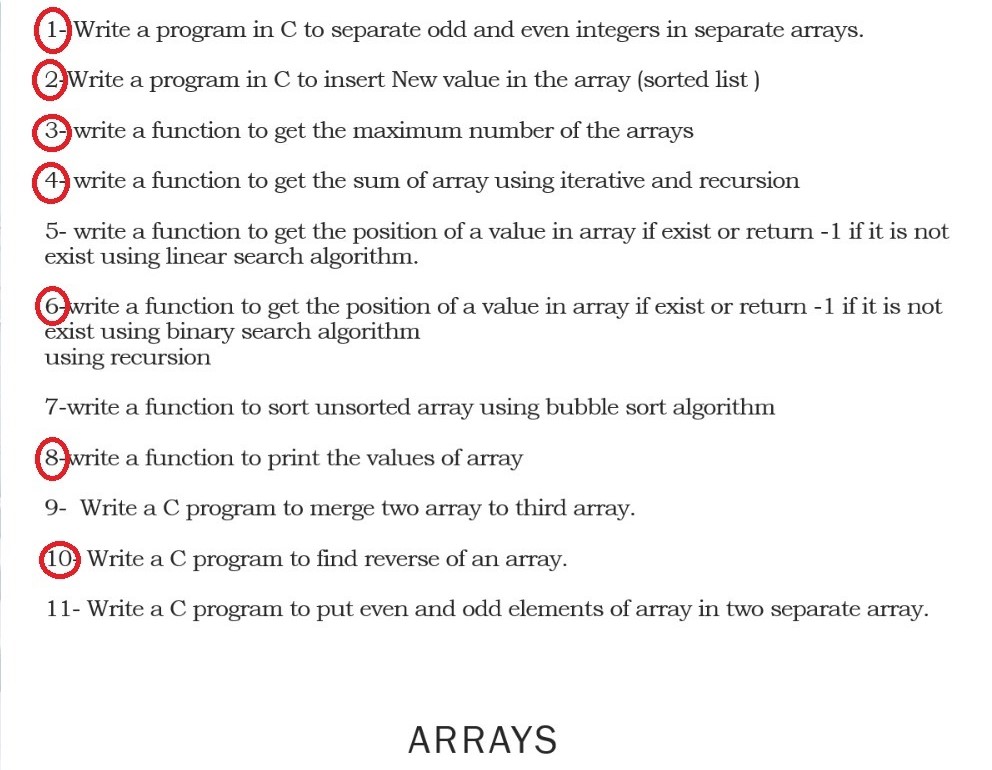 1- Write a program in C to separate odd and even integers in separate arrays.
2-Write a program in C to insert New value in the array (sorted list )
3- write a function to get the maximum number of the arrays
4- write a function to get the sum of array using iterative and recursion
5- write a function to get the position of a value in array if exist or return -1 if it is not
exist using linear search algorithm.
6-write a function to get the position of a value in array if exist or return -1 if it is not
exist using binary search algorithm
using recursion
7-write a function to sort unsorted array using bubble sort algorithm
8-write a function to print the values of array
9- Write a C program to merge two array to third array.
10- Write a C program to find reverse of an array.
11- Write a C program to put even and odd elements of array in two separate array.
ARRAYS